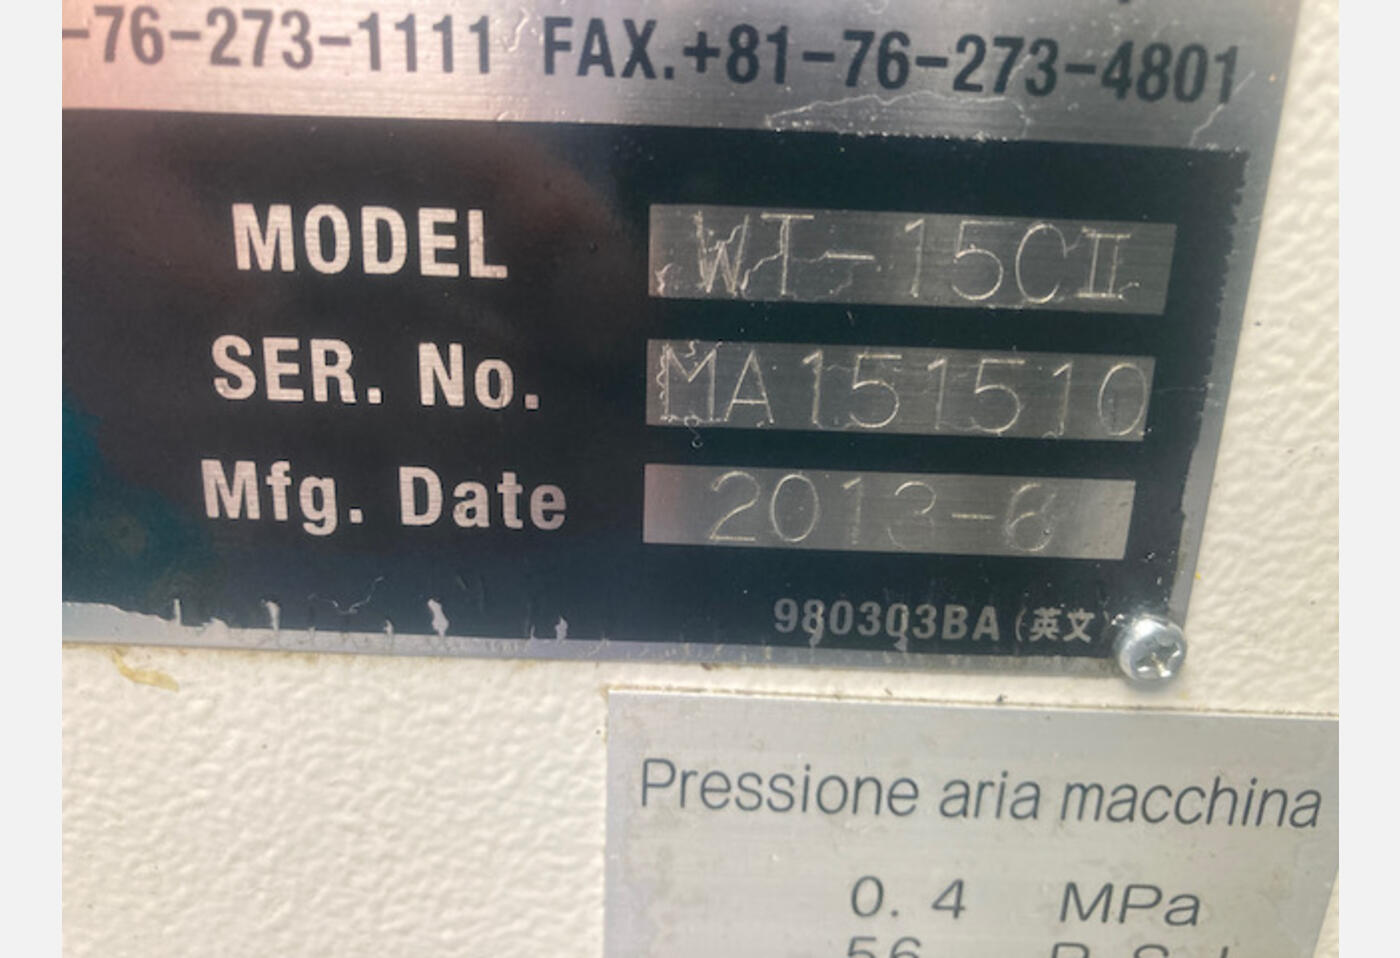 -76-273-1111 FAX.+81-76-273-4801
MODEL WT-15CⅡ
SER. No. MA151510
Mfg. Date 2013-6
980303BA (英文)
Pressione aria macchina
0.4 MPa
56 P.S.I